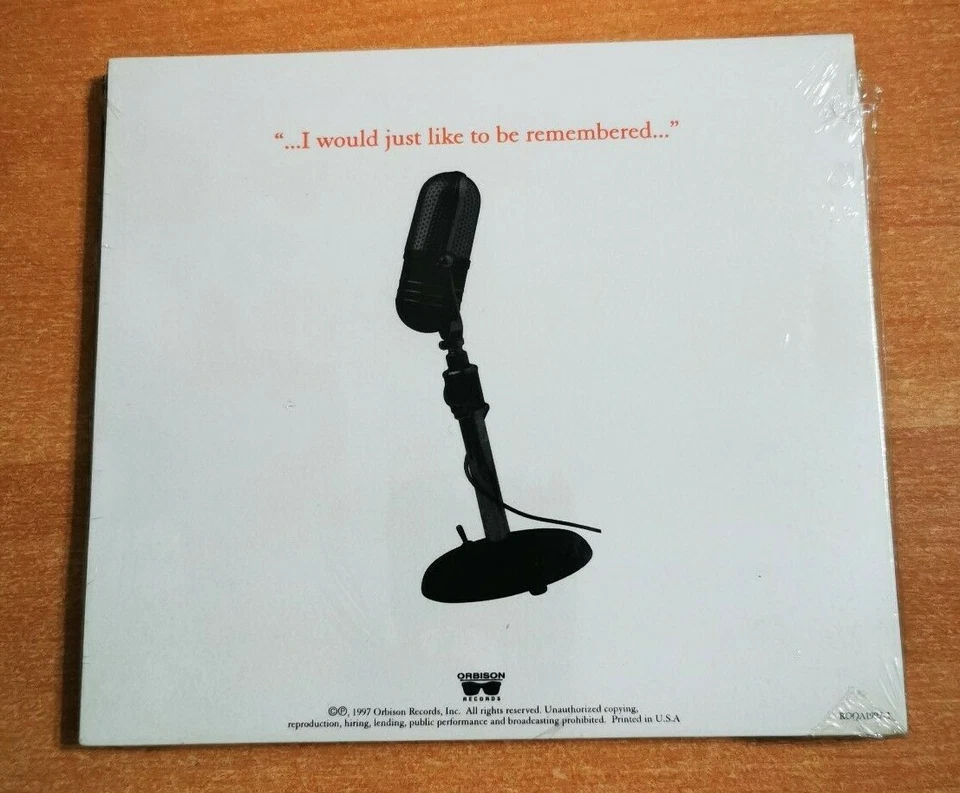 “...I would just like to be remembered...”
ORBISON
RECORDS
©℗, 1997 Orbison Records, Inc. All rights reserved. Unauthorized copying,
reproduction, hiring, lending, public performance and broadcasting prohibited. Printed in U.S.A